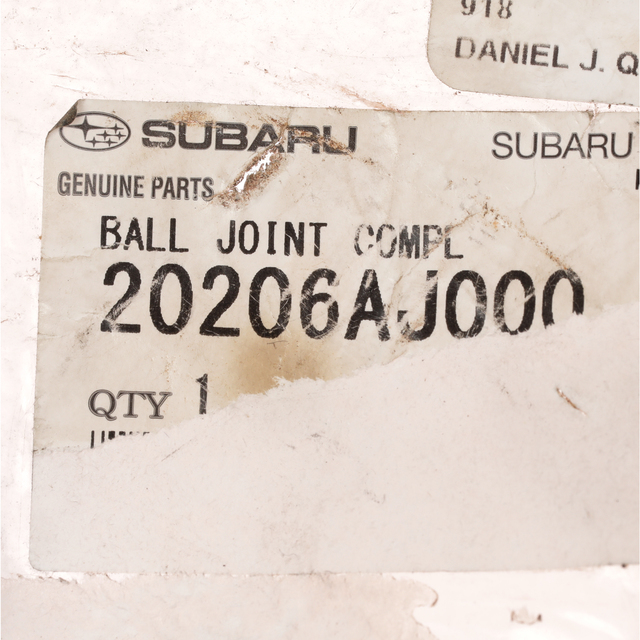 918
DANIEL J. Q
SUBARU SUBARU
GENUINE PARTS
BALL JOINT COMPL
20206AJ000
QTY 1